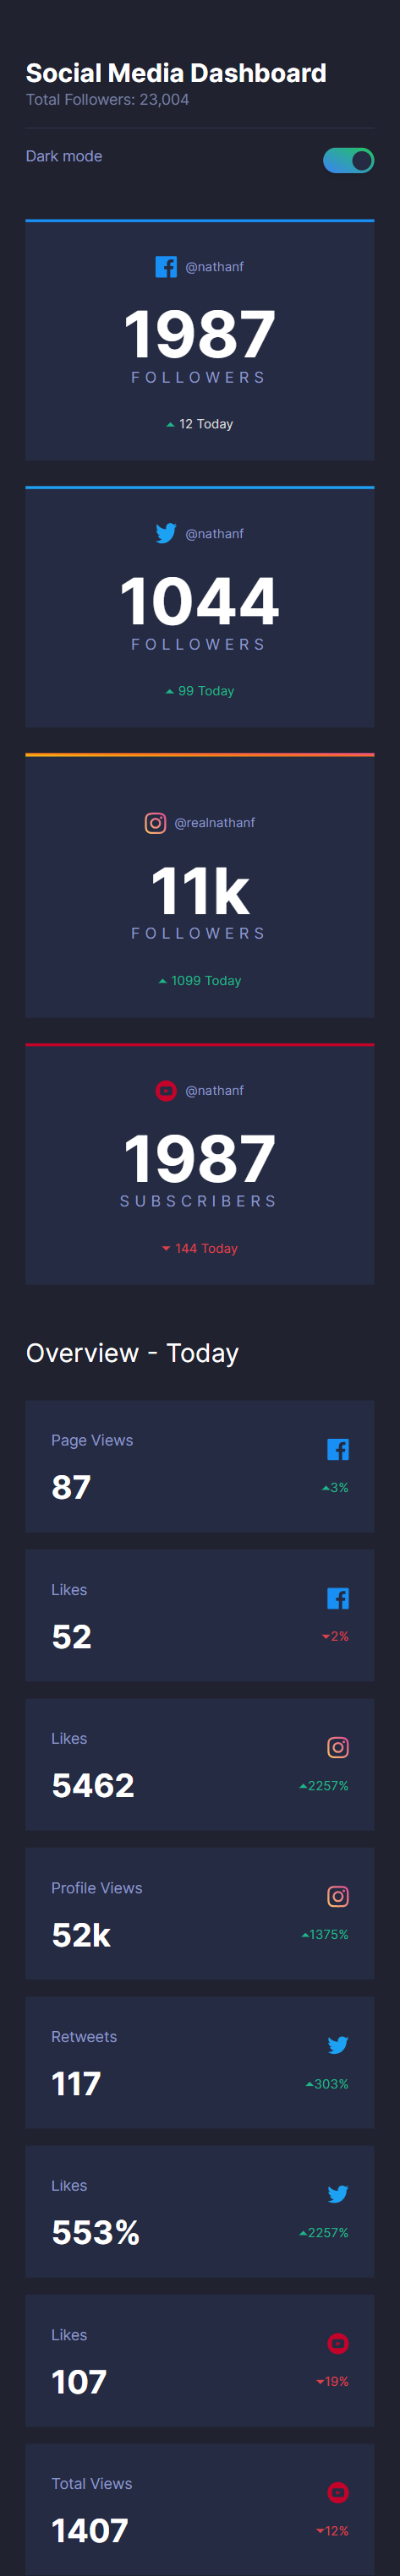 Social Media Dashboard
Total Followers: 23,004
Dark mode
@nathanf
1987
FOLLOWERS
12 Today
@nathanf
1044
FOLLOWERS
99 Today
@realnathanf
11k
FOLLOWERS
1099 Today
@nathanf
1987
SUBSCRIBERS
144 Today
Overview - Today
Page Views
87
3%
Likes
52
2%
Likes
5462
2257%
Profile Views
52k
1375%
Retweets
117
303%
Likes
553%
2257%
Likes
107
19%
Total Views
1407
12%